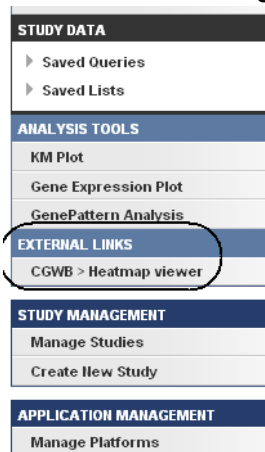 STUDY DATA
Saved Queries
Saved Lists
ANALYSIS TOOLS
KM Plot
Gene Expression Plot
GenePattern Analysis
EXTERNAL LINKS
CGWB > Heatmap viewer
STUDY MANAGEMENT
Manage Studies
Create New Study
APPLICATION MANAGEMENT
Manage Platforms